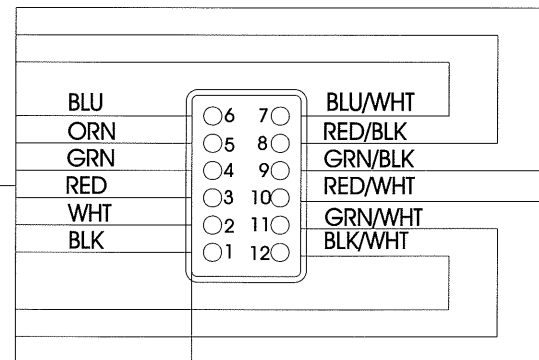 BLU 6 7 BLU/WHT
ORN 5 8 RED/BLK
GRN 4 9 GRN/BLK
RED 3 10 RED/WHT
WHT 2 11 GRN/WHT
BLK 1 12 BLK/WHT